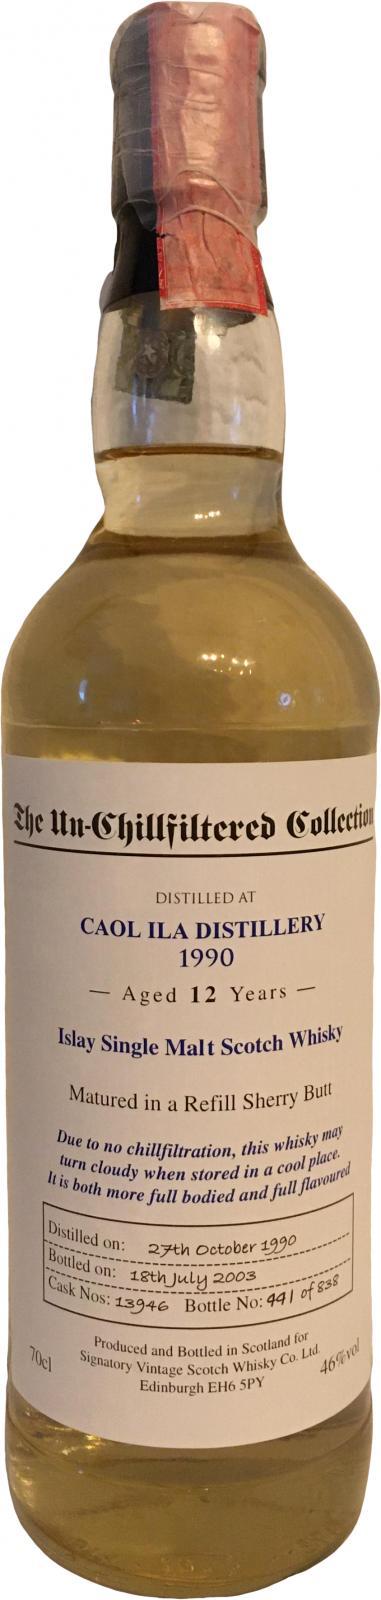 The Un-Chillfiltered Collection
DISTILLED AT
CAOL ILA DISTILLERY
1990
— Aged 12 Years —
Islay Single Malt Scotch Whisky
Matured in a Refill Sherry Butt
Due to no chillfiltration, this whisky may
turn cloudy when stored in a cool place.
It is both more full bodied and full flavoured
Distilled on: 27th October 1990
Bottled on: 18th July 2003
Cask Nos: 13946 Bottle No: 441 of 838
Produced and Bottled in Scotland for
70cl Signatory Vintage Scotch Whisky Co. Ltd. 46%vol
Edinburgh EH6 5PY